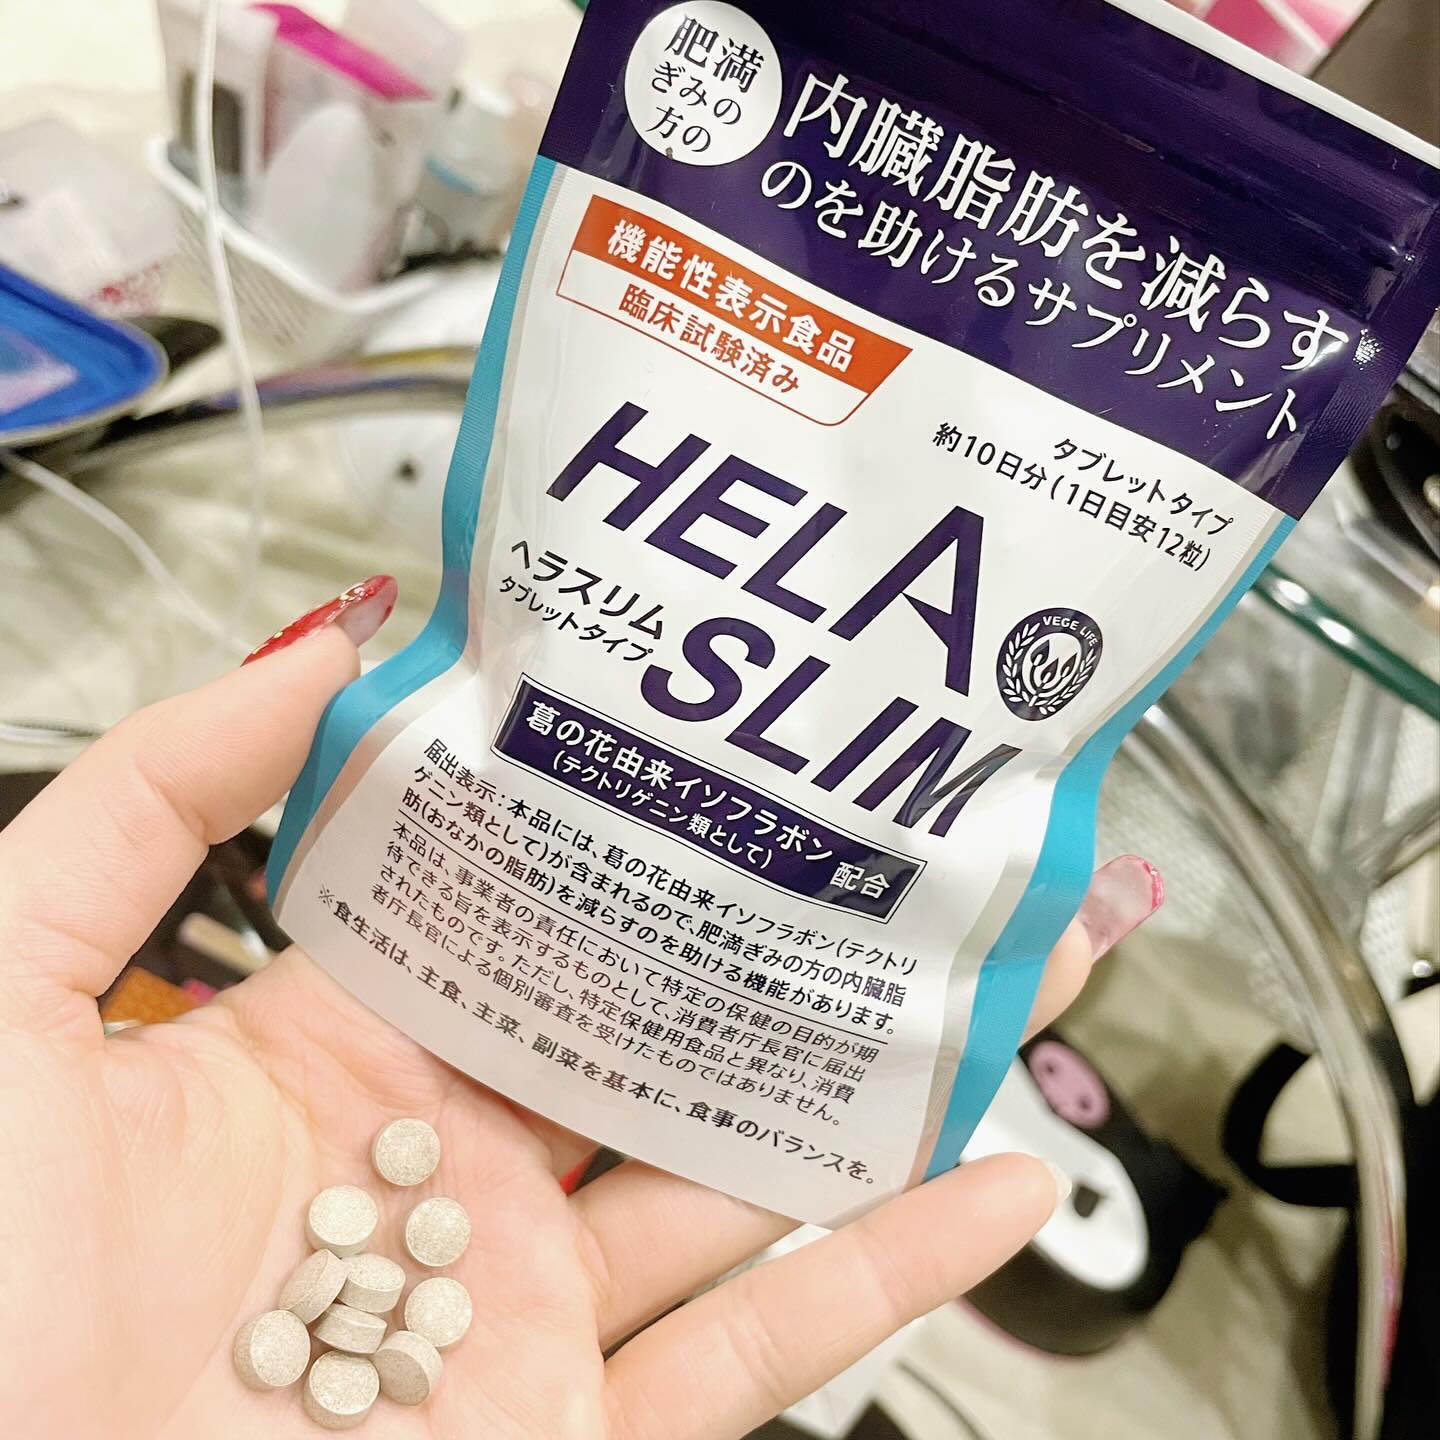 肥満
ぎみの
方の
内臓脂肪を減らす
のを助けるサプリメント
機能性表示食品
臨床試験済み
タブレットタイプ
約10日分(1日目安12粒)
HELA
SLIM
ヘラスリム
タブレットタイプ
VEGE LIFE
葛の花由来イソフラボン
(テクトリゲニン類として)
配合
届出表示:本品には、葛の花由来イソフラボン(テクトリ
ゲニン類として)が含まれるので、肥満ぎみの方の内臓脂
肪(おなかの脂肪)を減らすのを助ける機能があります。
本品は、事業者の責任において特定の保健の目的が期
待できる旨を表示するものとして、消費者庁長官に届出
されたものです。ただし、特定保健用食品と異なり、消費
者庁長官による個別審査を受けたものではありません。
※食生活は、主食、主菜、副菜を基本に、食事のバランスを。